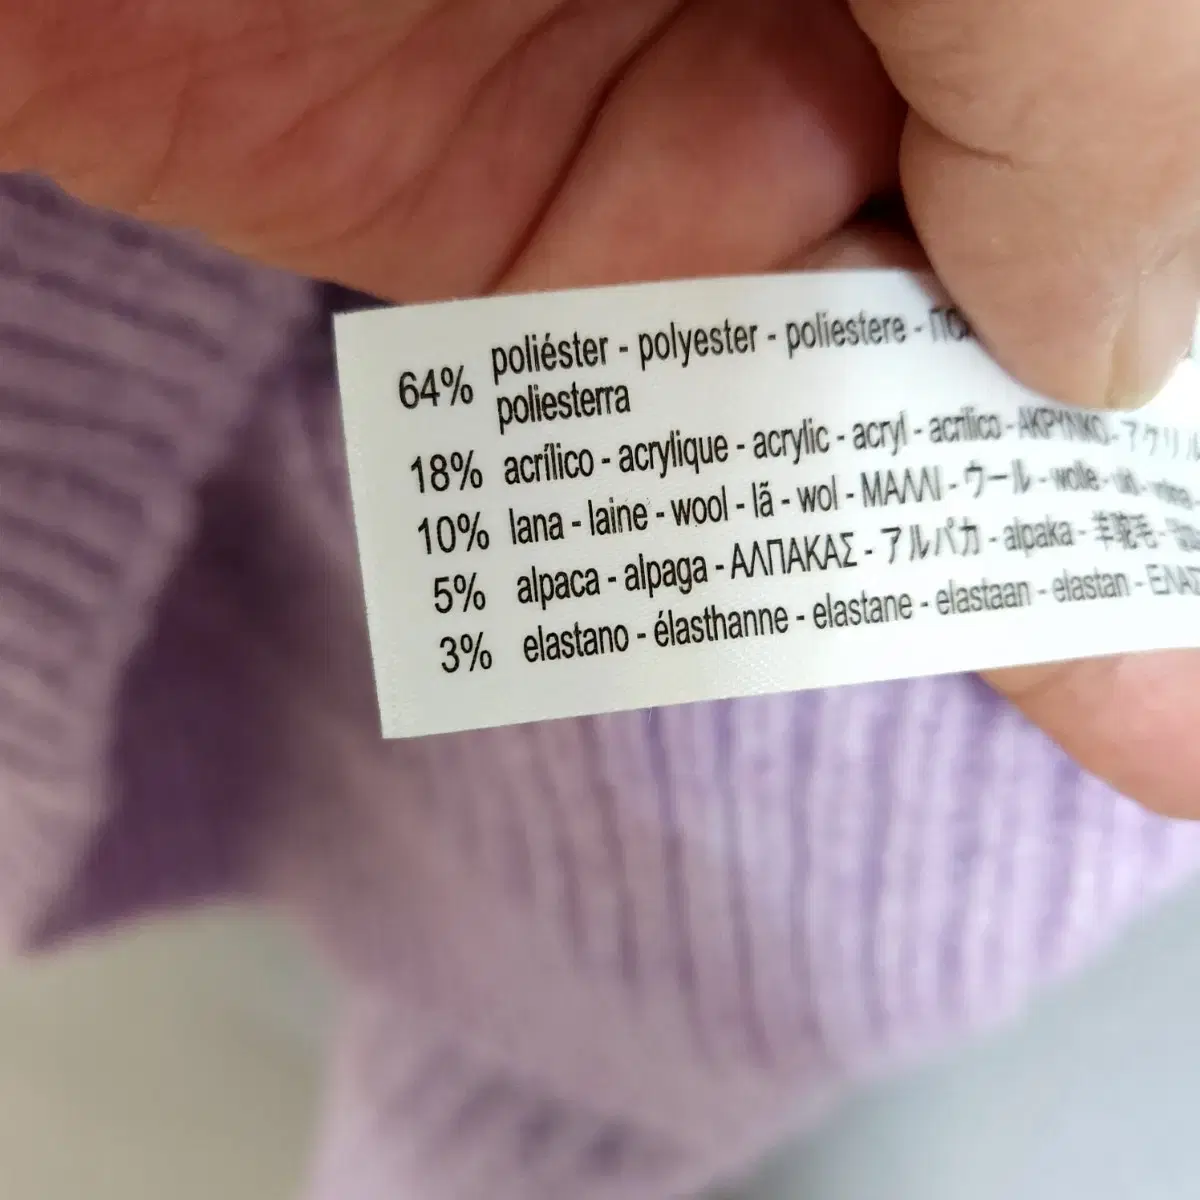 64% poliéster - polyester - poliestere -
poliesterra
18% acrílico - acrylique - acrylic - acryl - acrílico - ΑΚΡΥΛΙΚΟ - アクリル
10% lana - laine - wool - lã - wol - ΜΑΛΛΙ - ウール - wolle -
5% alpaca - alpaga - ΑΛΠΑΚΑΣ - アルパカ - alpaka - 羊驼毛 -
3% elastano - élasthanne - elastane - elastaan - elastan -